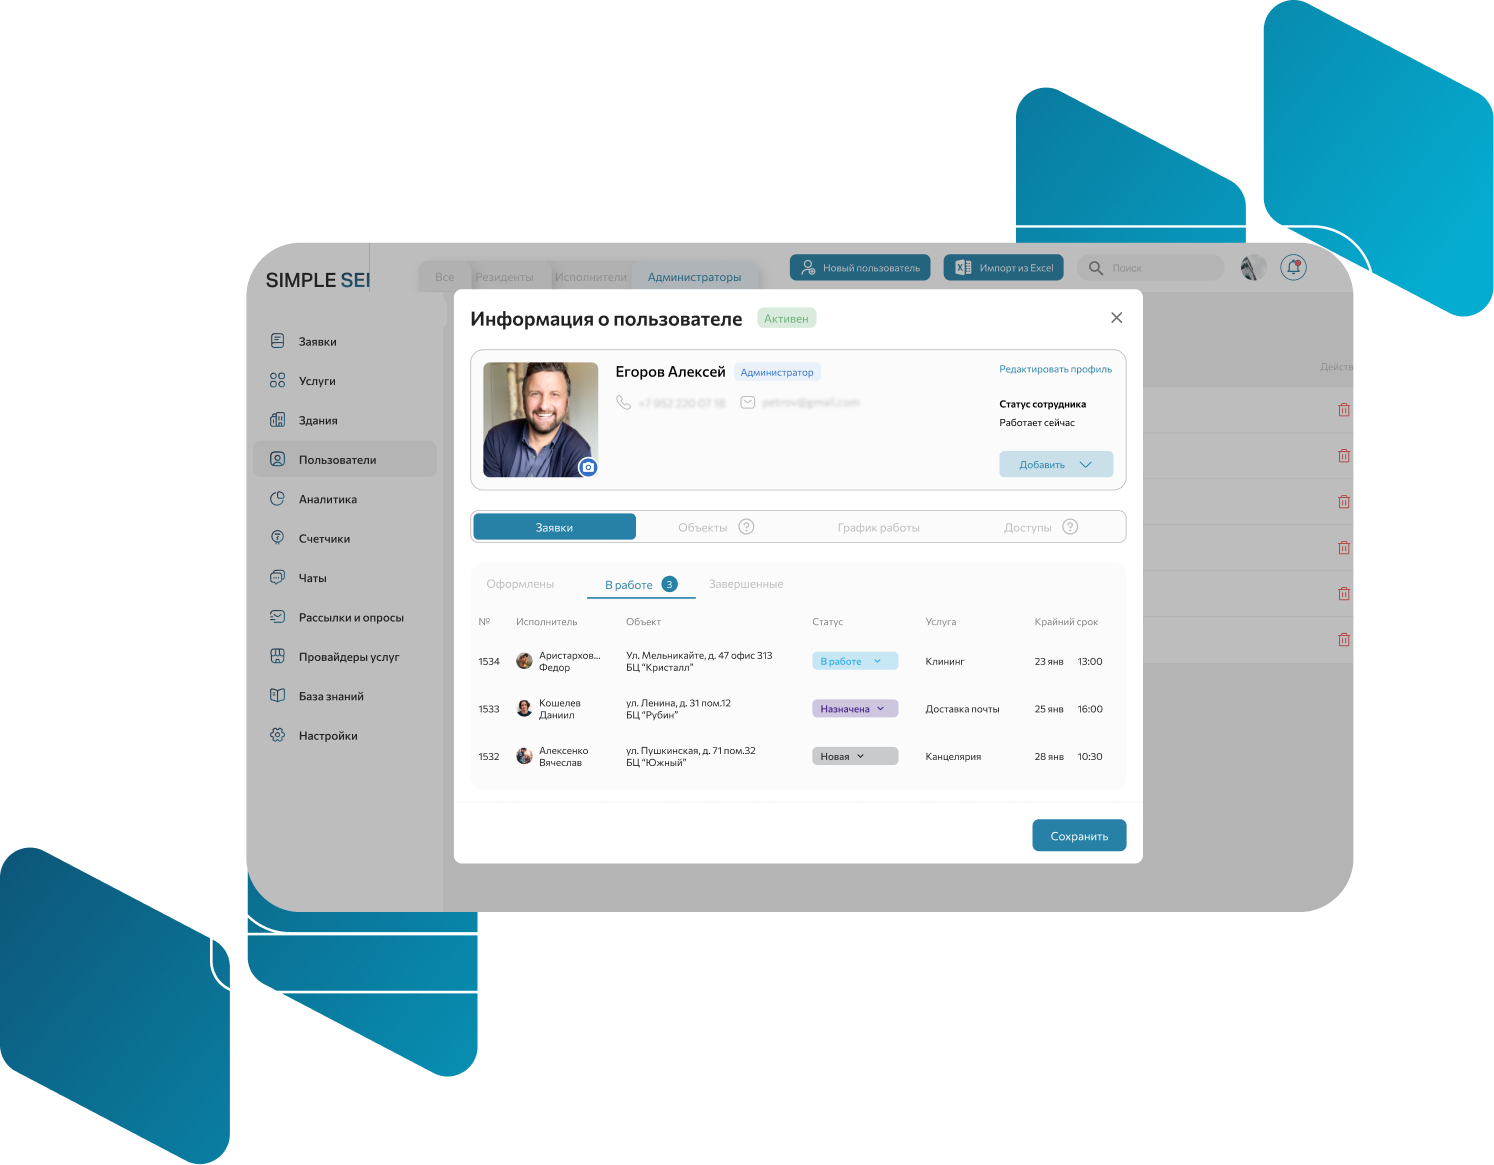 SIMPLE SEI
Все
Резиденты
Исполнители
Администраторы
Новый пользователь
Импорт из Excel
Поиск
Заявки
Услуги
Здания
Пользователи
Аналитика
Счетчики
Чаты
Рассылки и опросы
Провайдеры услуг
База знаний
Настройки
Действ
Информация о пользователе
Активен
Егоров Алексей
Администратор
+7 952 220 07 18
petrov@gmail.com
Редактировать профиль
Статус сотрудника
Работает сейчас
Добавить
Заявки
Объекты ?
График работы
Доступы ?
Оформлены
В работе 3
Завершенные
№ Исполнитель Объект Статус Услуга Крайний срок
1534
Аристархов...
Федор
Ул. Мельникайте, д. 47 офис 313
БЦ "Кристалл"
В работе
Клининг
23 янв 13:00
1533
Кошелев
Даниил
ул. Ленина, д. 31 пом.12
БЦ "Рубин"
Назначена
Доставка почты
25 янв 16:00
1532
Алексенко
Вячеслав
ул. Пушкинская, д. 71 пом.32
БЦ "Южный"
Новая
Канцелярия
28 янв 10:30
Сохранить